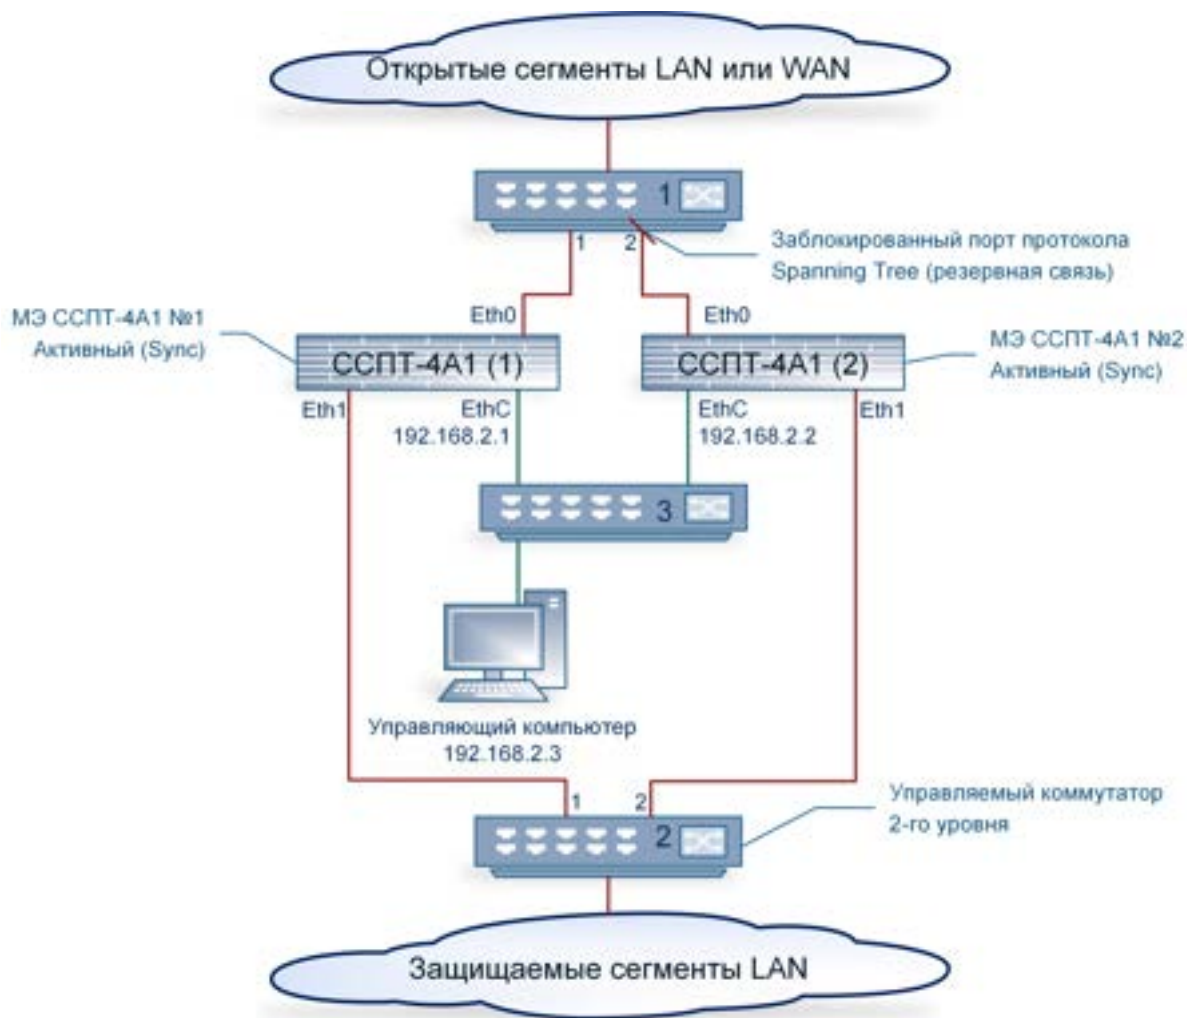 Открытые сегменты LAN или WAN
1
1
2
Заблокированный порт протокола
Spanning Tree (резервная связь)
МЭ ССПТ-4А1 №1
Активный (Sync)
Eth0
Eth0
МЭ ССПТ-4А1 №2
Активный (Sync)
ССПТ-4А1 (1)
ССПТ-4А1 (2)
Eth1
EthC
192.168.2.1
EthC
192.168.2.2
Eth1
3
Управляющий компьютер
192.168.2.3
1
2
Управляемый коммутатор
2-го уровня
2
Защищаемые сегменты LAN